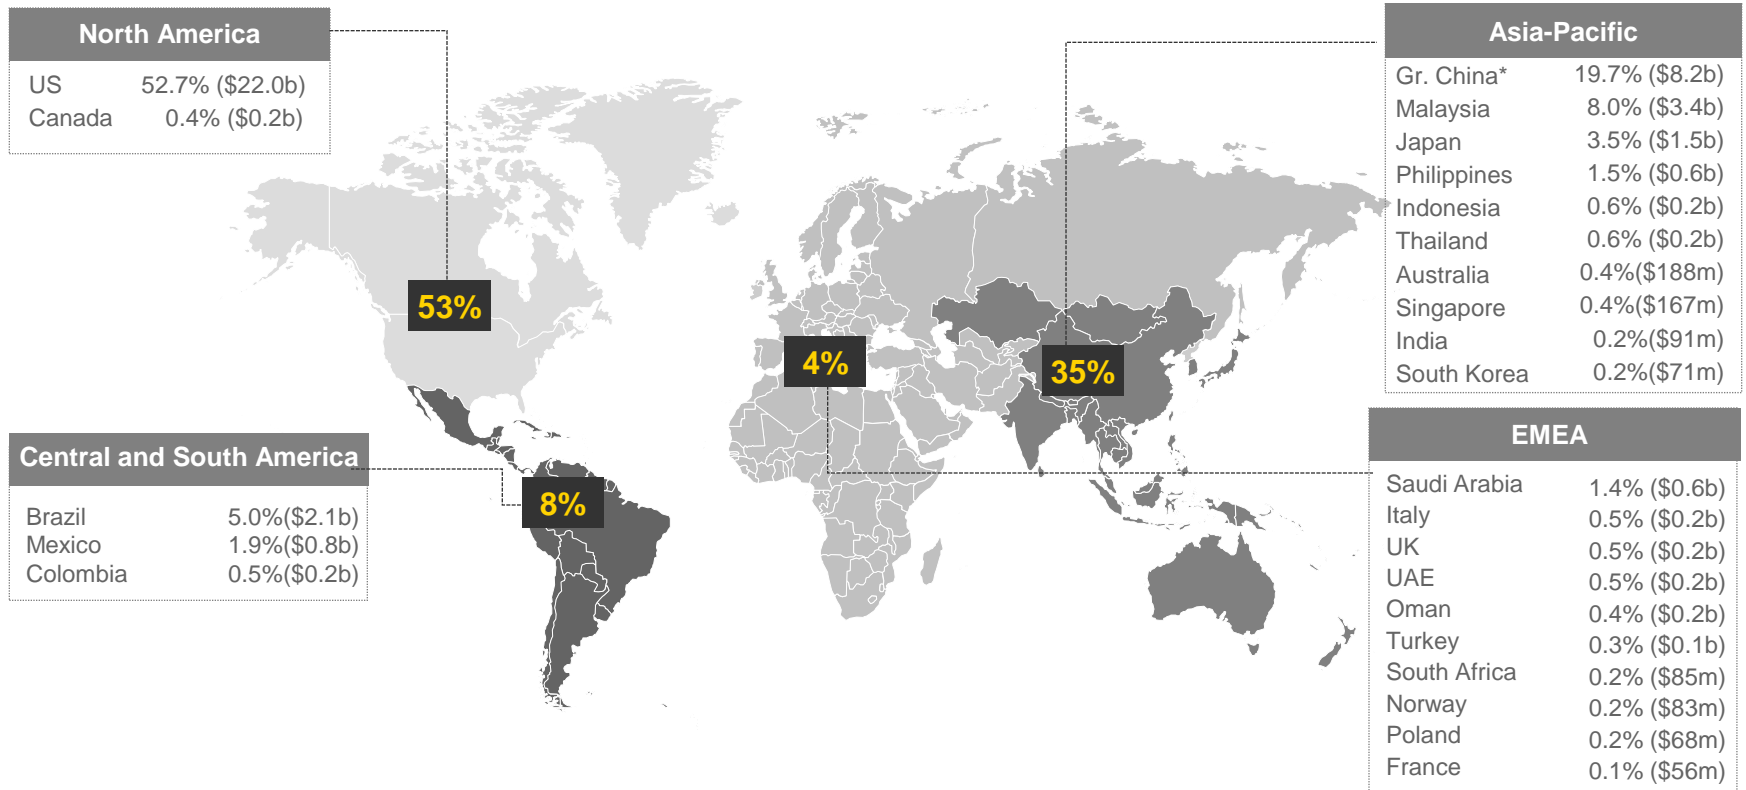 North America
US 52.7% ($22.0b)
Canada 0.4% ($0.2b)
53%
Central and South America
Brazil 5.0%($2.1b)
Mexico 1.9%($0.8b)
Colombia 0.5%($0.2b)
8%
4%
35%
Asia-Pacific
Gr. China* 19.7% ($8.2b)
Malaysia 8.0% ($3.4b)
Japan 3.5% ($1.5b)
Philippines 1.5% ($0.6b)
Indonesia 0.6% ($0.2b)
Thailand 0.6% ($0.2b)
Australia 0.4%($188m)
Singapore 0.4%($167m)
India 0.2%($91m)
South Korea 0.2%($71m)
EMEA
Saudi Arabia 1.4% ($0.6b)
Italy 0.5% ($0.2b)
UK 0.5% ($0.2b)
UAE 0.5% ($0.2b)
Oman 0.4% ($0.2b)
Turkey 0.3% ($0.1b)
South Africa 0.2% ($85m)
Norway 0.2% ($83m)
Poland 0.2% ($68m)
France 0.1% ($56m)